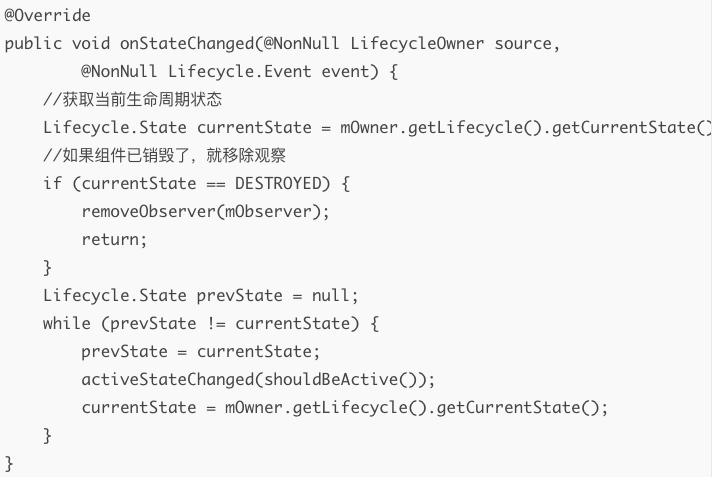 @Override
public void onStateChanged(@NonNull LifecycleOwner source,
        @NonNull Lifecycle.Event event) {
    //获取当前生命周期状态
    Lifecycle.State currentState = mOwner.getLifecycle().getCurrentState()
    //如果组件已销毁了，就移除观察
    if (currentState == DESTROYED) {
        removeObserver(mObserver);
        return;
    }
    Lifecycle.State prevState = null;
    while (prevState != currentState) {
        prevState = currentState;
        activeStateChanged(shouldBeActive());
        currentState = mOwner.getLifecycle().getCurrentState();
    }
}